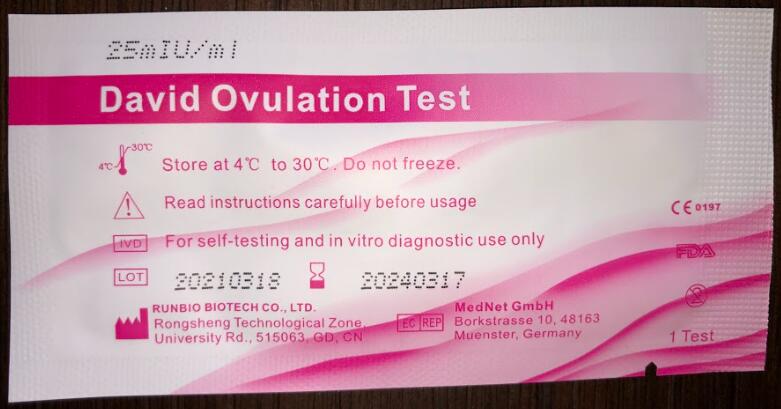 25mIU/ml
David Ovulation Test
4℃ 30℃
Store at 4℃ to 30℃. Do not freeze.
Read instructions carefully before usage
IVD For self-testing and in vitro diagnostic use only
LOT 20210318 20240317
RUNBIO BIOTECH CO., LTD.
Rongsheng Technological Zone,
University Rd., 515063, GD, CN
EC REP
MedNet GmbH
Borkstrasse 10, 48163
Muenster, Germany
CE 0197
FDA
1 Test